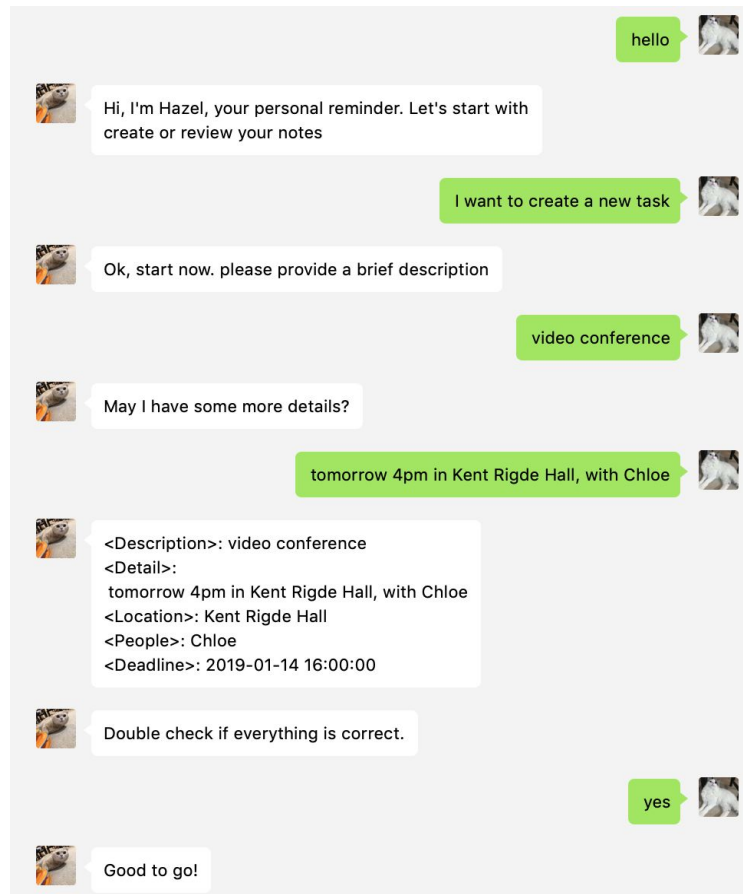 hello
Hi, I'm Hazel, your personal reminder. Let's start with
create or review your notes
I want to create a new task
Ok, start now. please provide a brief description
video conference
May I have some more details?
tomorrow 4pm in Kent Rigde Hall, with Chloe
<Description>: video conference
<Detail>:
tomorrow 4pm in Kent Rigde Hall, with Chloe
<Location>: Kent Rigde Hall
<People>: Chloe
<Deadline>: 2019-01-14 16:00:00
Double check if everything is correct.
yes
Good to go!